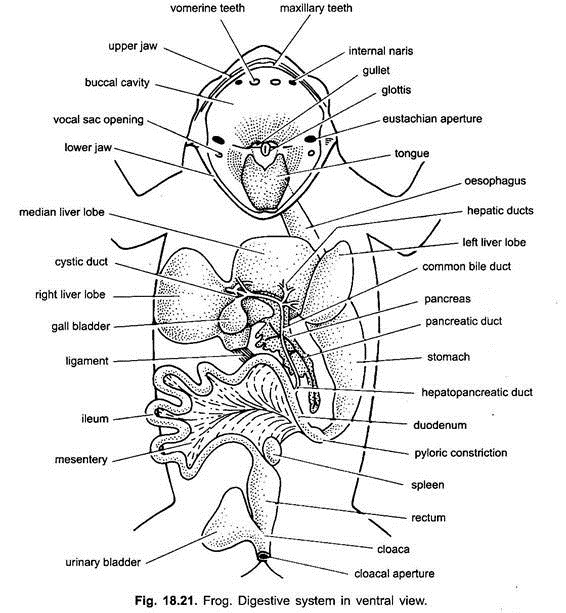 vomerine teeth
maxillary teeth
upper jaw
internal naris
gullet
buccal cavity
glottis
vocal sac opening
eustachian aperture
lower jaw
tongue
oesophagus
median liver lobe
hepatic ducts
left liver lobe
cystic duct
common bile duct
right liver lobe
pancreas
gall bladder
pancreatic duct
ligament
stomach
hepatopancreatic duct
ileum
duodenum
mesentery
pyloric constriction
spleen
rectum
cloaca
urinary bladder
cloacal aperture
Fig. 18.21. Frog. Digestive system in ventral view.